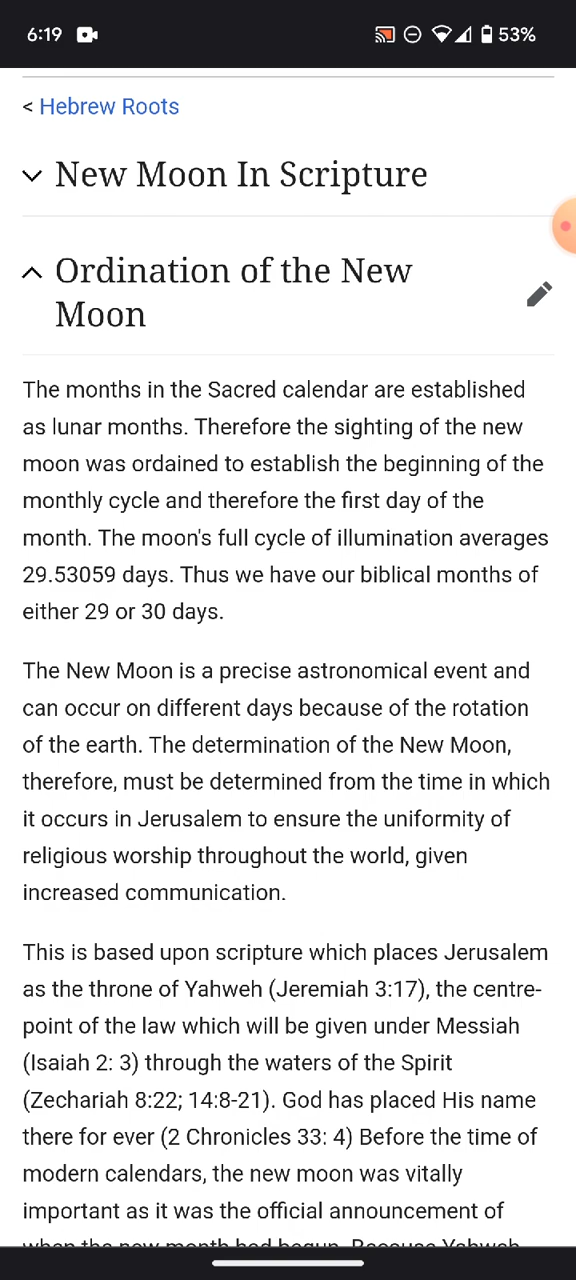 6:19
53%
< Hebrew Roots
New Moon In Scripture
Ordination of the New
Moon
The months in the Sacred calendar are established
as lunar months. Therefore the sighting of the new
moon was ordained to establish the beginning of the
monthly cycle and therefore the first day of the
month. The moon's full cycle of illumination averages
29.53059 days. Thus we have our biblical months of
either 29 or 30 days.
The New Moon is a precise astronomical event and
can occur on different days because of the rotation
of the earth. The determination of the New Moon,
therefore, must be determined from the time in which
it occurs in Jerusalem to ensure the uniformity of
religious worship throughout the world, given
increased communication.
This is based upon scripture which places Jerusalem
as the throne of Yahweh (Jeremiah 3:17), the centre-
point of the law which will be given under Messiah
(Isaiah 2: 3) through the waters of the Spirit
(Zechariah 8:22; 14:8-21). God has placed His name
there for ever (2 Chronicles 33: 4) Before the time of
modern calendars, the new moon was vitally
important as it was the official announcement of
when the new month had begun. Because Yahweh